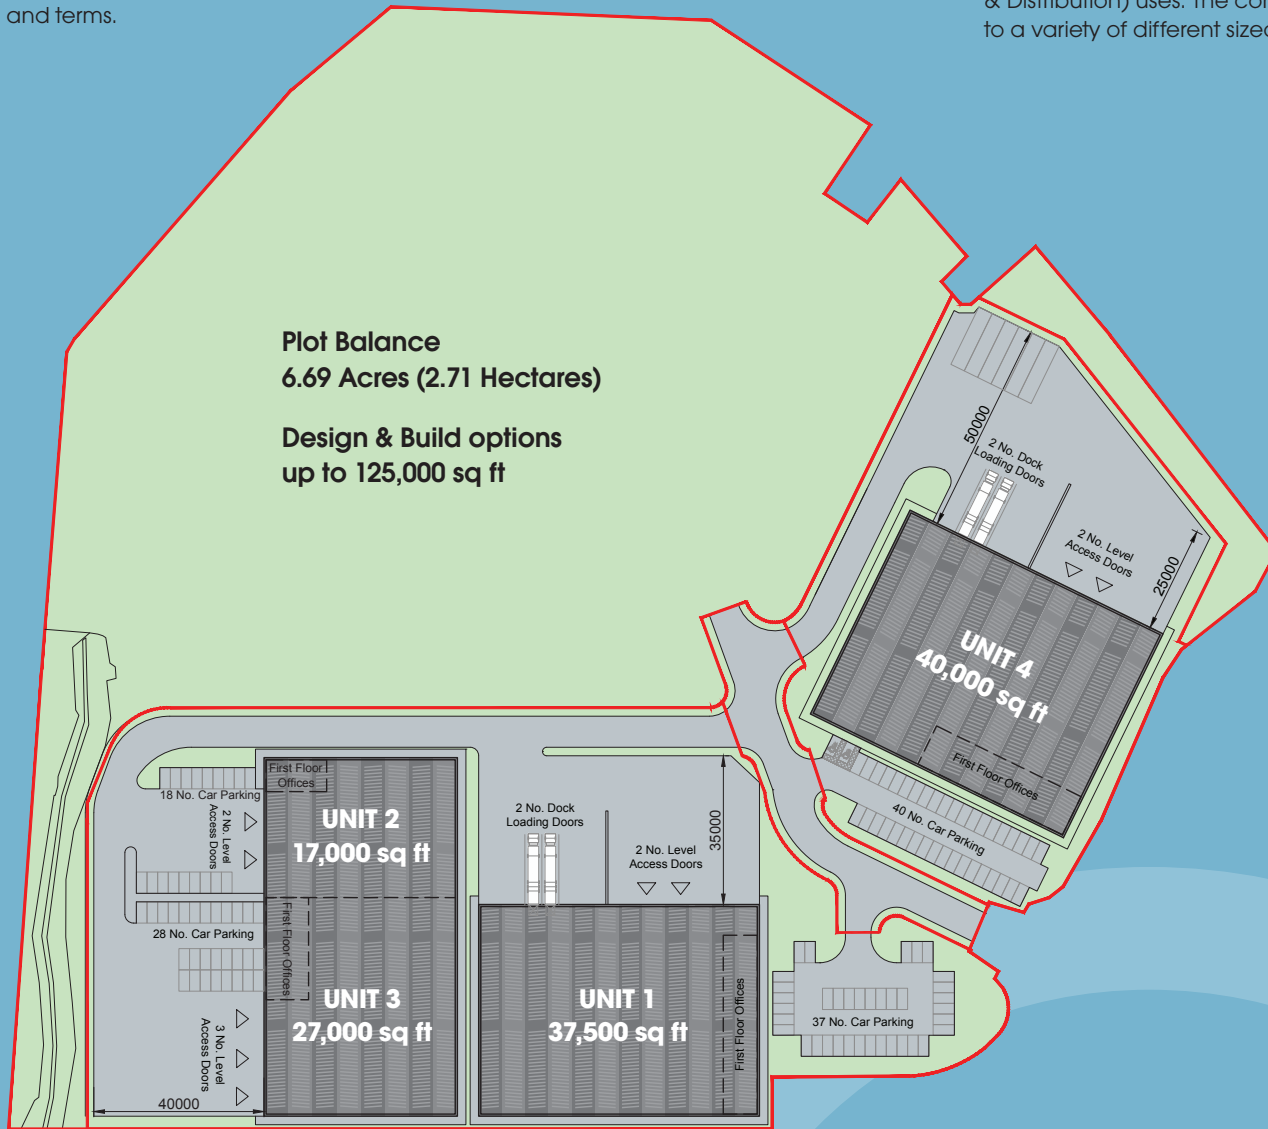 and terms.
& Distribution) uses. The
to a variety of different sized
Plot Balance
6.69 Acres (2.71 Hectares)
Design & Build options
up to 125,000 sq ft
50000
2 No. Dock
Loading Doors
2 No. Level
Access Doors
25000
UNIT 4
40,000 sq ft
First Floor Offices
40 No. Car Parking
First Floor
Offices
18 No. Car Parking
2 No. Level
Access Doors
UNIT 2
17,000 sq ft
2 No. Dock
Loading Doors
2 No. Level
Access Doors
35000
28 No. Car Parking
First Floor Offices
UNIT 3
27,000 sq ft
3 No. Level
Access Doors
40000
UNIT 1
37,500 sq ft
First Floor Offices
37 No. Car Parking